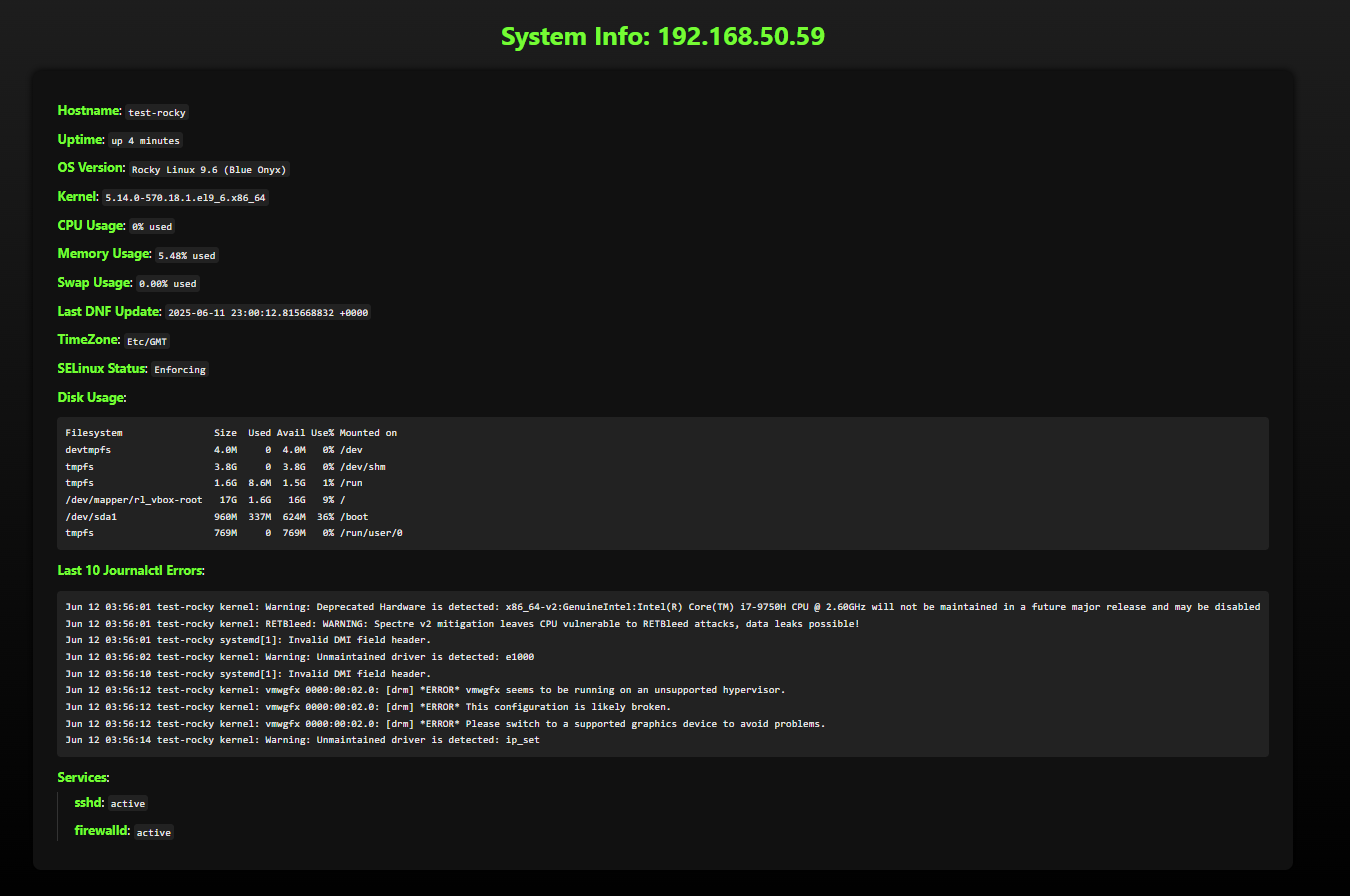 System Info: 192.168.50.59
Hostname: test-rocky
Uptime: up 4 minutes
OS Version: Rocky Linux 9.6 (Blue Onyx)
Kernel: 5.14.0-570.18.1.el9_6.x86_64
CPU Usage: 0% used
Memory Usage: 5.48% used
Swap Usage: 0.00% used
Last DNF Update: 2025-06-11 23:00:12.815668832 +0000
TimeZone: Etc/GMT
SELinux Status: Enforcing
Disk Usage:
Filesystem                Size  Used Avail Use% Mounted on
devtmpfs                  4.0M     0  4.0M   0% /dev
tmpfs                     3.8G     0  3.8G   0% /dev/shm
tmpfs                     1.6G  8.6M  1.5G   1% /run
/dev/mapper/rl_vbox-root   17G  1.6G   16G   9% /
/dev/sda1                 960M  337M  624M  36% /boot
tmpfs                     769M     0  769M   0% /run/user/0
Last 10 Journalctl Errors:
Jun 12 03:56:01 test-rocky kernel: Warning: Deprecated Hardware is detected: x86_64-v2:GenuineIntel:Intel(R) Core(TM) i7-9750H CPU @ 2.60GHz will not be maintained in a future major release and may be disabled
Jun 12 03:56:01 test-rocky kernel: RETBleed: WARNING: Spectre v2 mitigation leaves CPU vulnerable to RETBleed attacks, data leaks possible!
Jun 12 03:56:01 test-rocky systemd[1]: Invalid DMI field header.
Jun 12 03:56:02 test-rocky kernel: Warning: Unmaintained driver is detected: e1000
Jun 12 03:56:10 test-rocky systemd[1]: Invalid DMI field header.
Jun 12 03:56:12 test-rocky kernel: vmwgfx 0000:00:02.0: [drm] *ERROR* vmwgfx seems to be running on an unsupported hypervisor.
Jun 12 03:56:12 test-rocky kernel: vmwgfx 0000:00:02.0: [drm] *ERROR* This configuration is likely broken.
Jun 12 03:56:12 test-rocky kernel: vmwgfx 0000:00:02.0: [drm] *ERROR* Please switch to a supported graphics device to avoid problems.
Jun 12 03:56:14 test-rocky kernel: Warning: Unmaintained driver is detected: ip_set
Services:
sshd: active
firewalld: active